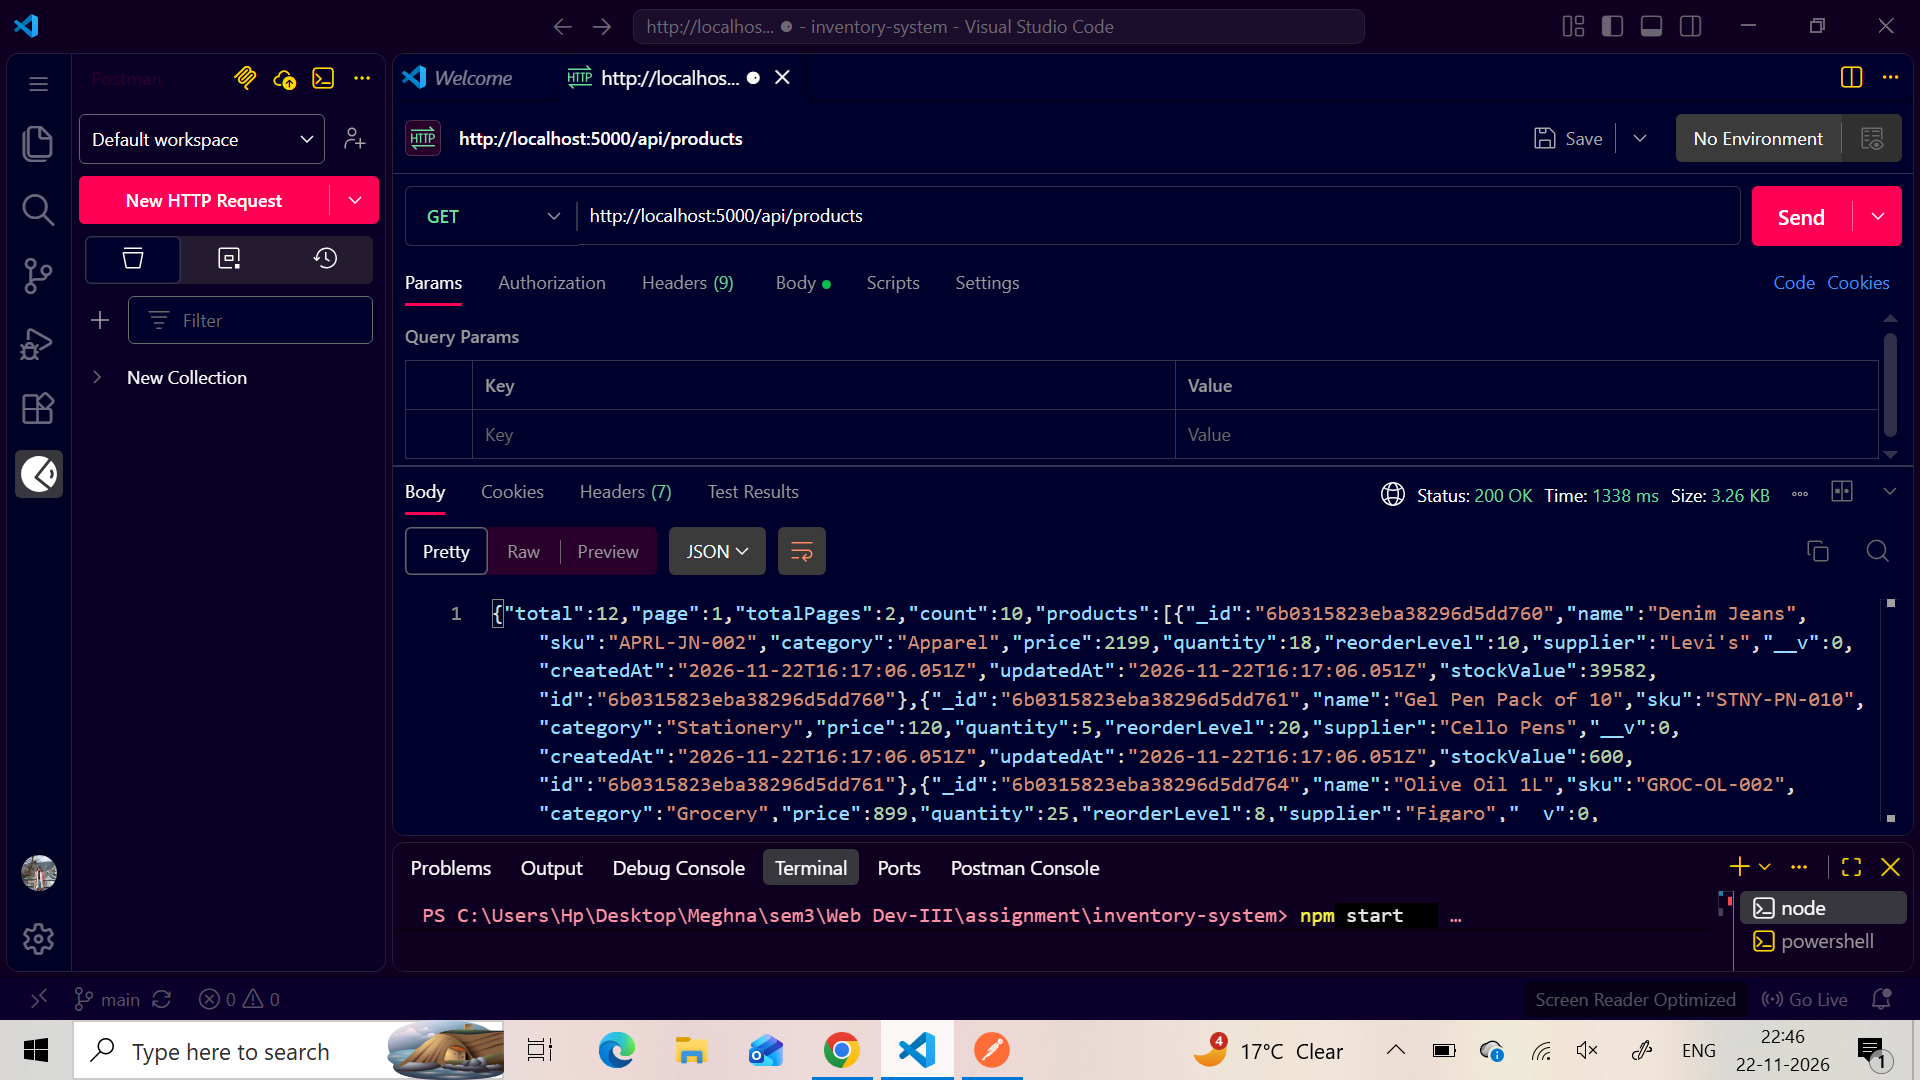 http://localhos... ● - inventory-system - Visual Studio Code
Postman
Default workspace
New HTTP Request
Filter
New Collection
Welcome
HTTP http://localhos...
HTTP http://localhost:5000/api/products
Save
No Environment
GET
http://localhost:5000/api/products
Send
Params Authorization Headers (9) Body Scripts Settings
Code Cookies
Query Params
Key Value
Key Value
Body Cookies Headers (7) Test Results
Status: 200 OK Time: 1338 ms Size: 3.26 KB
Pretty Raw Preview JSON
1 {"total":12,"page":1,"totalPages":2,"count":10,"products":[{"_id":"6b0315823eba38296d5dd760","name":"Denim Jeans",
"sku":"APRL-JN-002","category":"Apparel","price":2199,"quantity":18,"reorderLevel":10,"supplier":"Levi's","__v":0,
"createdAt":"2026-11-22T16:17:06.051Z","updatedAt":"2026-11-22T16:17:06.051Z","stockValue":39582,
"id":"6b0315823eba38296d5dd760"},{"_id":"6b0315823eba38296d5dd761","name":"Gel Pen Pack of 10","sku":"STNY-PN-010",
"category":"Stationery","price":120,"quantity":5,"reorderLevel":20,"supplier":"Cello Pens","__v":0,
"createdAt":"2026-11-22T16:17:06.051Z","updatedAt":"2026-11-22T16:17:06.051Z","stockValue":600,
"id":"6b0315823eba38296d5dd761"},{"_id":"6b0315823eba38296d5dd764","name":"Olive Oil 1L","sku":"GROC-OL-002",
"category":"Grocery","price":899,"quantity":25,"reorderLevel":8,"supplier":"Figaro","__v":0,
Problems Output Debug Console Terminal Ports Postman Console
PS C:\Users\Hp\Desktop\Meghna\sem3\Web Dev-III\assignment\inventory-system> npm start …
node
powershell
main
0 0
Screen Reader Optimized
Go Live
Type here to search
4
17°C Clear
ENG
22:46
22-11-2026
1